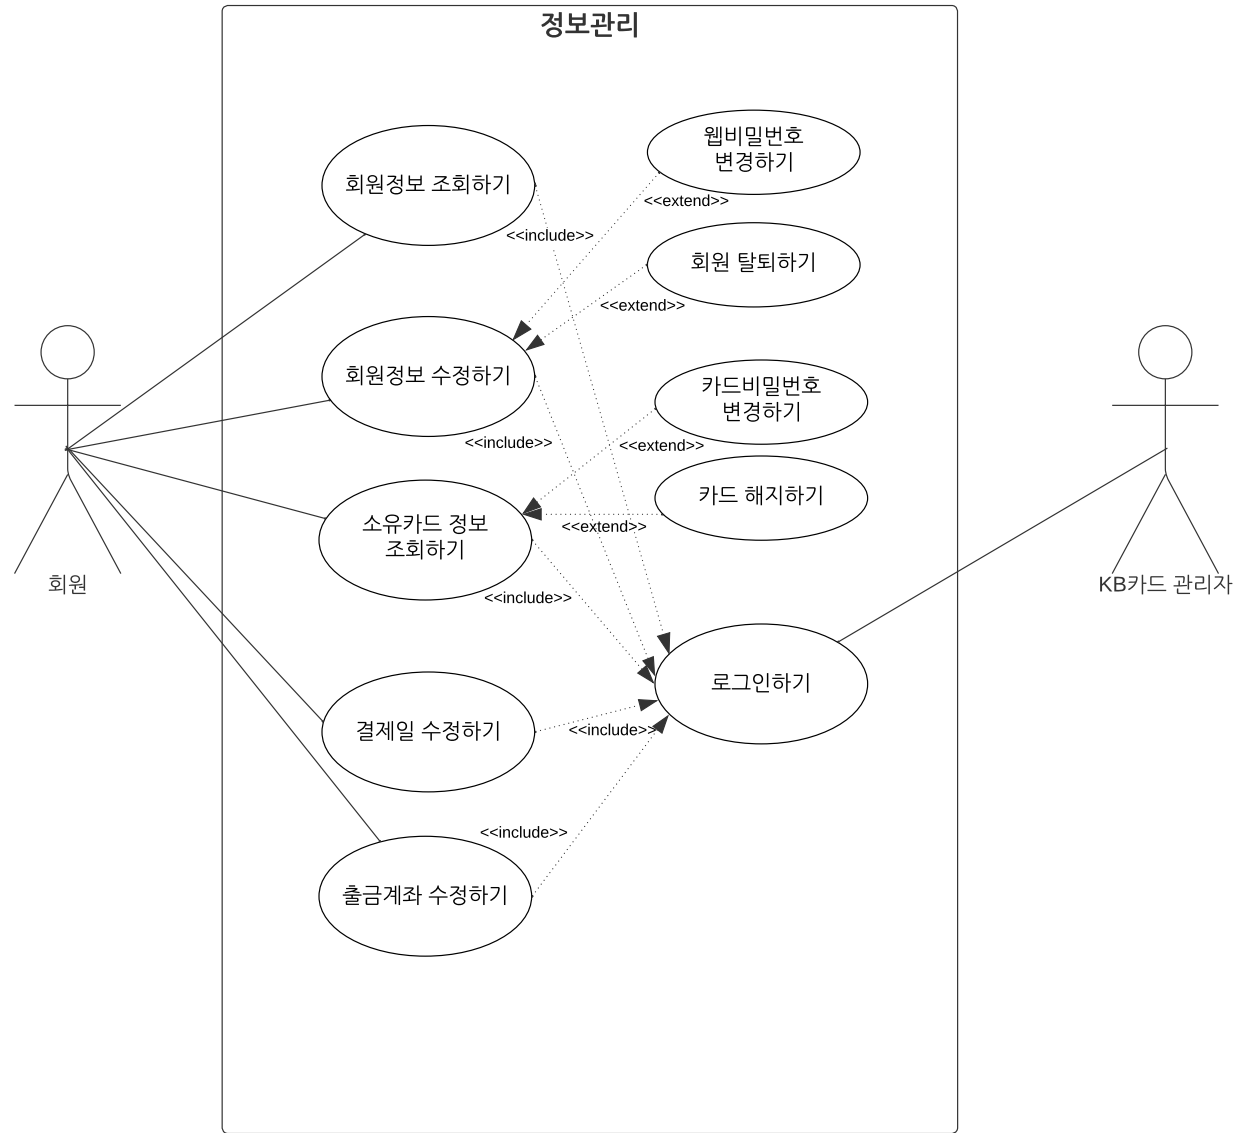 정보관리
웹비밀번호
변경하기
회원정보 조회하기
<<extend>>
<<include>>
회원 탈퇴하기
<<extend>>
회원정보 수정하기
카드비밀번호
변경하기
<<include>>
<<extend>>
카드 해지하기
소유카드 정보
조회하기
<<extend>>
회원
KB카드 관리자
<<include>>
로그인하기
결제일 수정하기
<<include>>
<<include>>
출금계좌 수정하기